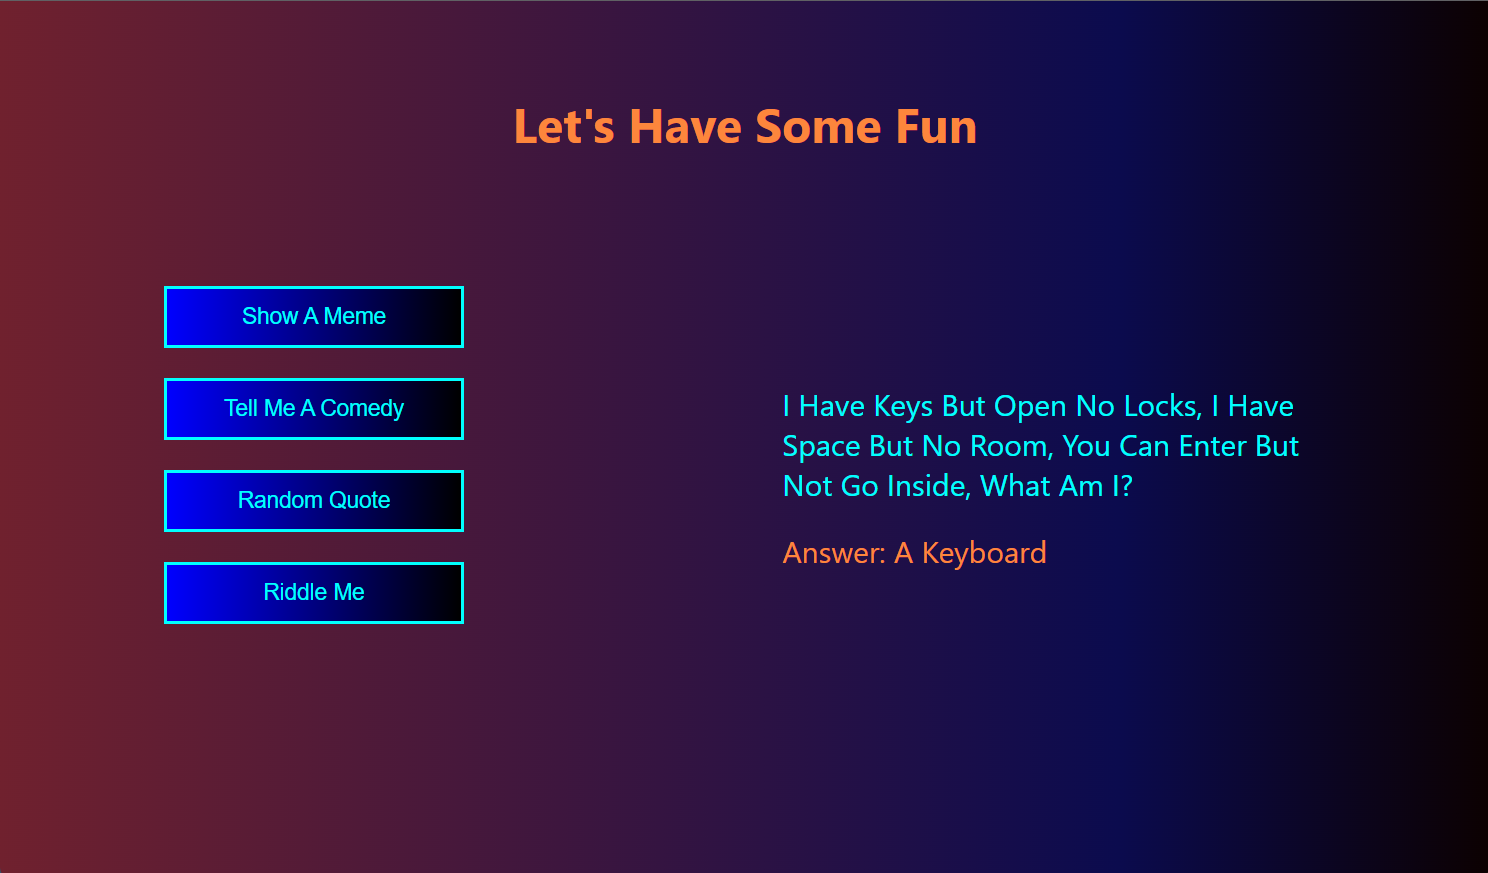 Let's Have Some Fun
Show A Meme
Tell Me A Comedy
Random Quote
Riddle Me
I Have Keys But Open No Locks, I Have
Space But No Room, You Can Enter But
Not Go Inside, What Am I?
Answer: A Keyboard